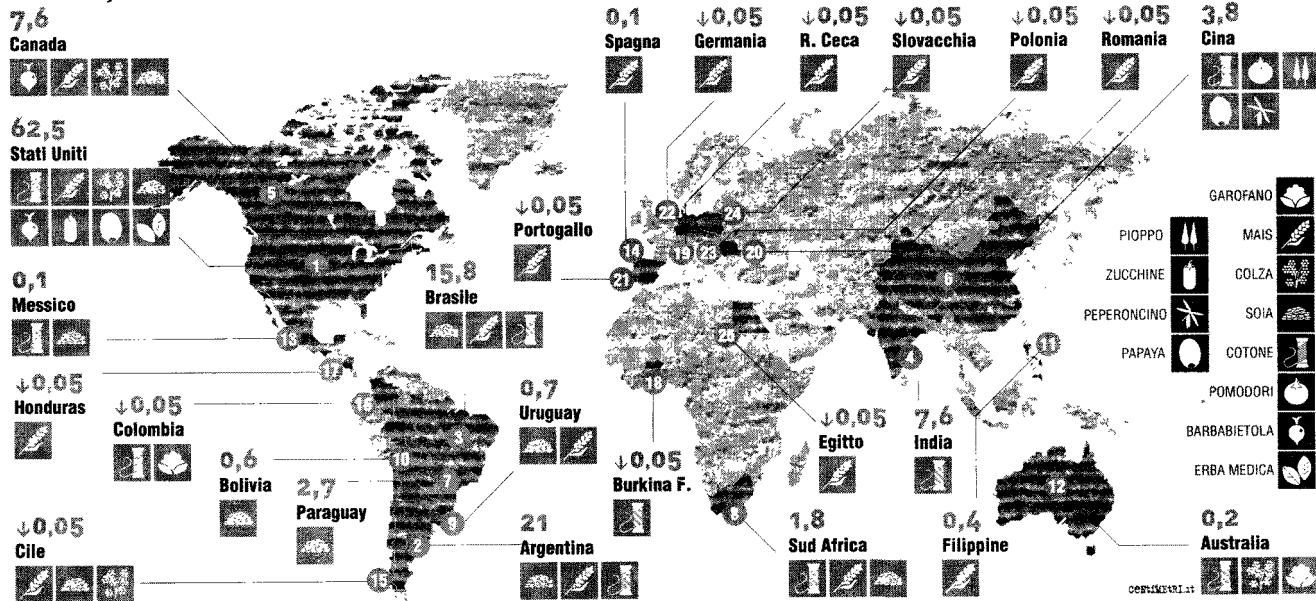 7,6
Canada
62,5
Stati Uniti
0,1
Messico
↓0,05
Honduras
↓0,05
Colombia
0,6
Bolivia
2,7
Paraguay
↓0,05
Cile
↓0,05
Portogallo
15,8
Brasile
0,7
Uruguay
21
Argentina
0,1
Spagna
↓0,05
Germania
↓0,05
R. Ceca
↓0,05
Slovacchia
↓0,05
Polonia
↓0,05
Romania
3,8
Cina
↓0,05
Burkina F.
↓0,05
Egitto
7,6
India
1,8
Sud Africa
0,4
Filippine
0,2
Australia
GAROFANO
PIOPPO
MAIS
ZUCCHINE
COLZA
PEPERONCINO
SOIA
PAPAYA
COTONE
POMODORI
BARBABIETOLA
ERBA MEDICA
5
1
13
17
3
10
7
9
2
15
22
24
14
19
23
20
21
6
4
11
18
12
CENTIMETRI.it